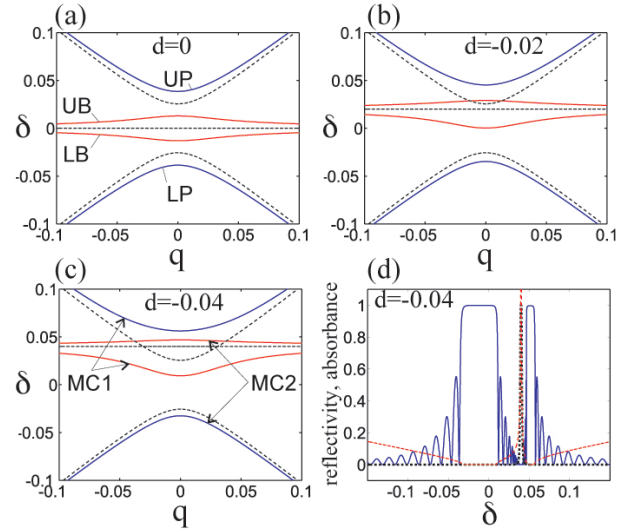 (a)
d=0
0.1
0.05
0
-0.05
-0.1
δ
UP
UB
LB
LP
-0.1
-0.05
0
0.05
0.1
q
(b)
d=-0.02
0.1
0.05
0
-0.05
-0.1
δ
-0.1
-0.05
0
0.05
0.1
q
(c)
d=-0.04
0.1
0.05
0
-0.05
-0.1
δ
MC1
MC2
-0.1
-0.05
0
0.05
0.1
q
(d)
d=-0.04
reflectivity, absorbance
1
0.8
0.6
0.4
0.2
0
-0.1
-0.05
0
0.05
0.1
δ